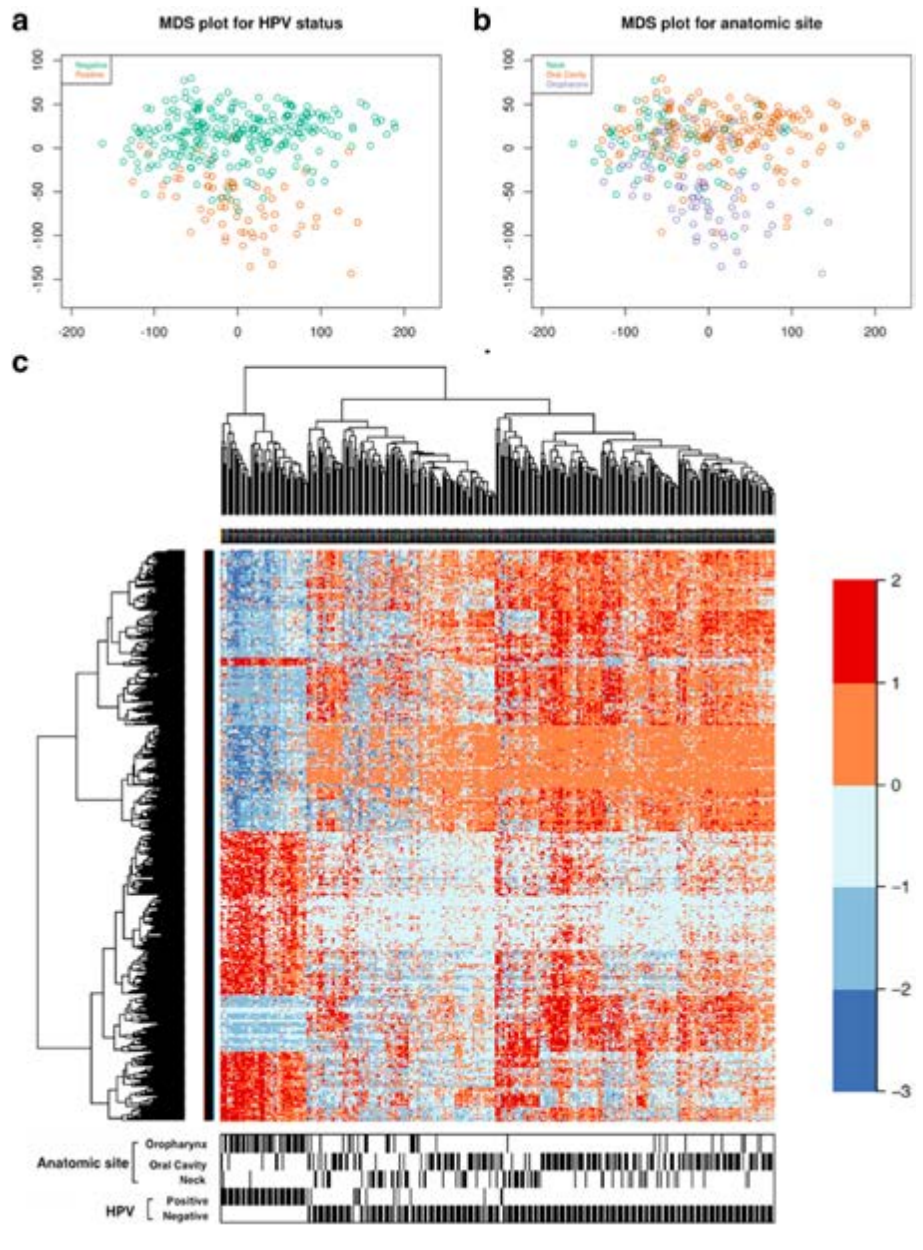 a
MDS plot for HPV status
Negative
Positive
100
50
0
-50
-100
-150
-200
-100
0
100
200
b
MDS plot for anatomic site
Neck
Oral Cavity
Oropharynx
100
50
0
-50
-100
-150
-200
-100
0
100
200
c
2
1
0
−1
−2
−3
Anatomic site
Oropharynx
Oral Cavity
Neck
HPV
Positive
Negative